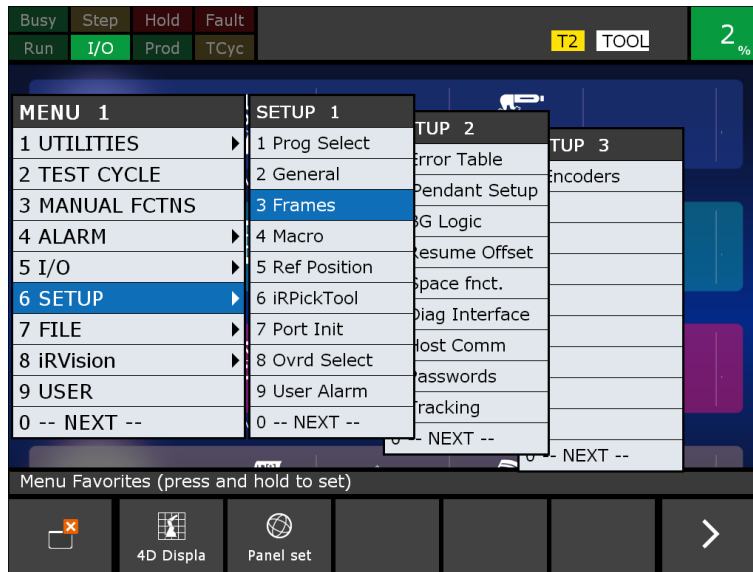 Busy Step Hold Fault
Run I/O Prod TCyc
T2 TOOL
2 %
MENU 1
1 UTILITIES
2 TEST CYCLE
3 MANUAL FCTNS
4 ALARM
5 I/O
6 SETUP
7 FILE
8 iRVision
9 USER
0 -- NEXT --
SETUP 1
1 Prog Select
2 General
3 Frames
4 Macro
5 Ref Position
6 iRPickTool
7 Port Init
8 Ovrd Select
9 User Alarm
0 -- NEXT --
TUP 2
Error Table
Pendant Setup
BG Logic
Resume Offset
Space fnct.
Diag Interface
Host Comm
Passwords
Tracking
0 -- NEXT --
TUP 3
Encoders
0 -- NEXT --
Menu Favorites (press and hold to set)
4D Displa
Panel set